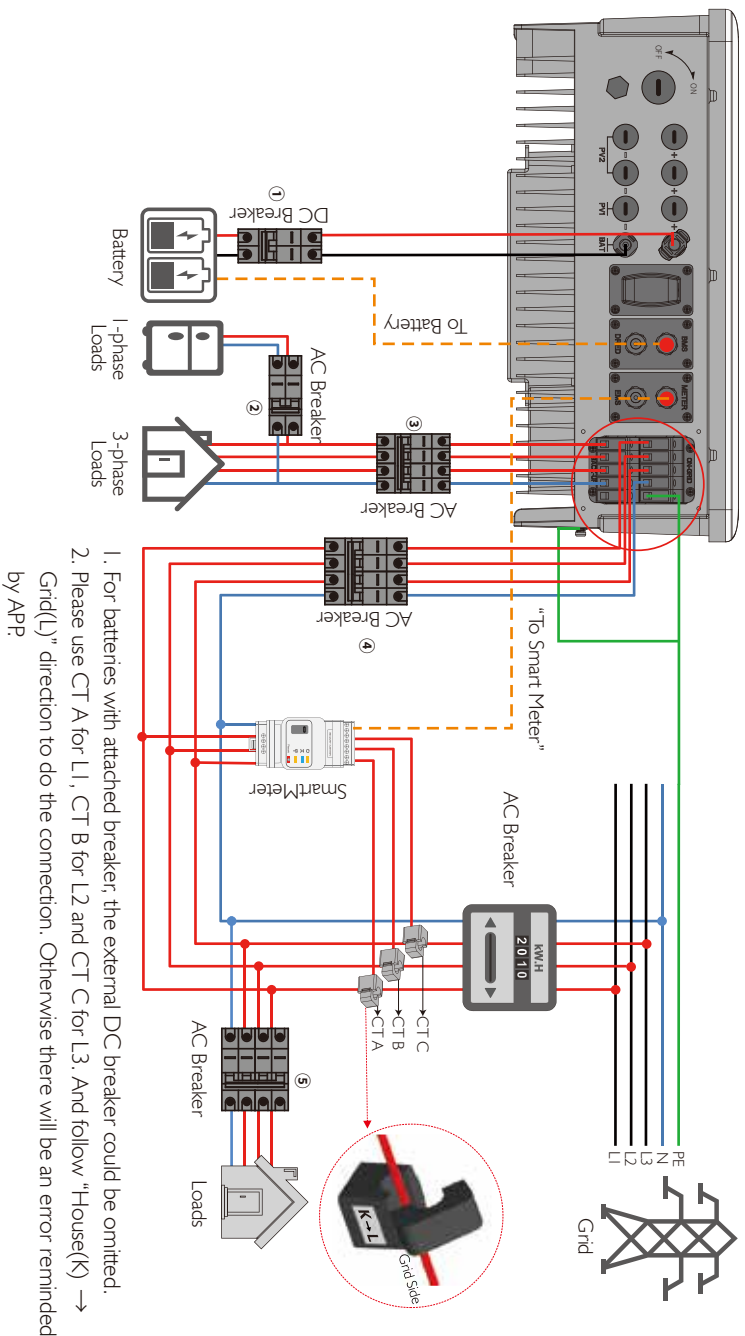 OFF
ON
+
+
+
PV2
PV1
BAT
BMS
DRED
METER
EMS
ON-GRID
①
DC Breaker
To Battery
Battery
1-phase
Loads
AC Breaker
②
3-phase
Loads
③
AC Breaker
AC Breaker
④
"To Smart Meter"
SmartMeter
AC Breaker
kW.H
2010
CT C
CT B
CT A
PE
N
L3
L2
L1
Grid
⑤
AC Breaker
Loads
K→L
Grid Side
1. For batteries with attached breaker, the external DC breaker could be omitted.
2. Please use CT A for L1, CT B for L2 and CT C for L3. And follow "House(K) →
Grid(L)" direction to do the connection. Otherwise there will be an error reminded
by APP.